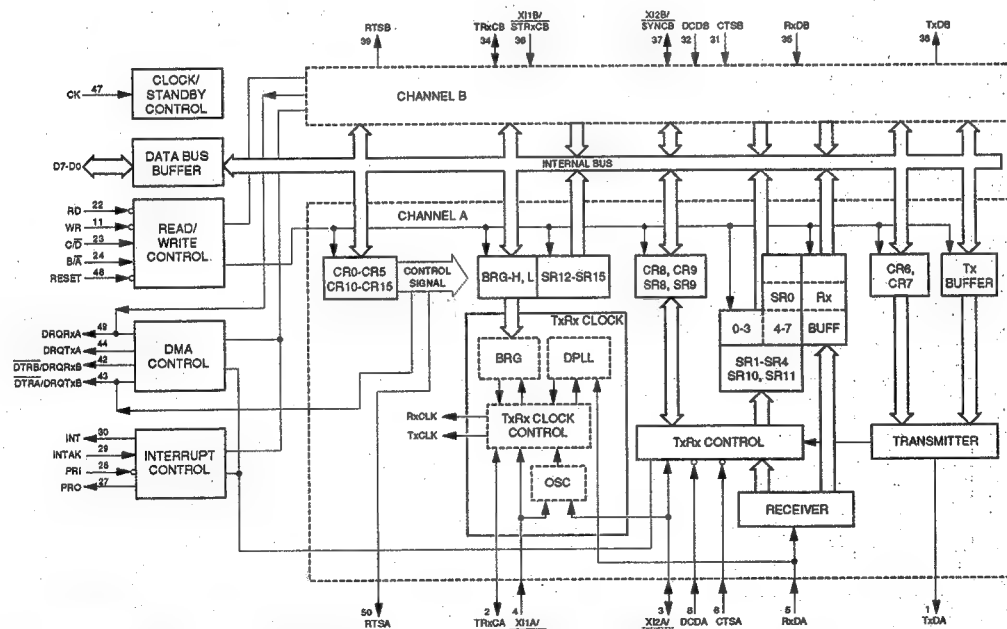 RTSB
39
TRxCB
34
XI1B/
STRxCB
36
XI2B/
SYNCB
37
DCDB
32
CTSB
31
RxDB
35
TxDB
38
CK 47
CLOCK/
STANDBY
CONTROL
CHANNEL B
D7-D0
DATA BUS
BUFFER
INTERNAL BUS
RD 22
WR 11
C/D 23
B/A 24
RESET 48
READ/
WRITE
CONTROL
CHANNEL A
CR0-CR5
CR10-CR15
CONTROL
SIGNAL
BRG-H, L
SR12-SR15
CR8, CR9
SR8, SR9
SR0
Rx
0-3
4-7
BUFF
SR1-SR4
SR10, SR11
CR6,
CR7
Tx
BUFFER
DRQRxA 49
DRQTxA 44
DTRB/DRQRxB 42
DTRA/DRQTxB 43
DMA
CONTROL
TxRx CLOCK
BRG
DPLL
RxCLK
TxCLK
TxRx CLOCK
CONTROL
OSC
INT 30
INTAK 29
PRI 28
PRO 27
INTERRUPT
CONTROL
TxRx CONTROL
TRANSMITTER
RECEIVER
50
RTSA
2
TRxCA
4
XI1A/
3
XI2A/
8
DCDA
6
CTSA
5
RxDA
1
TxDA